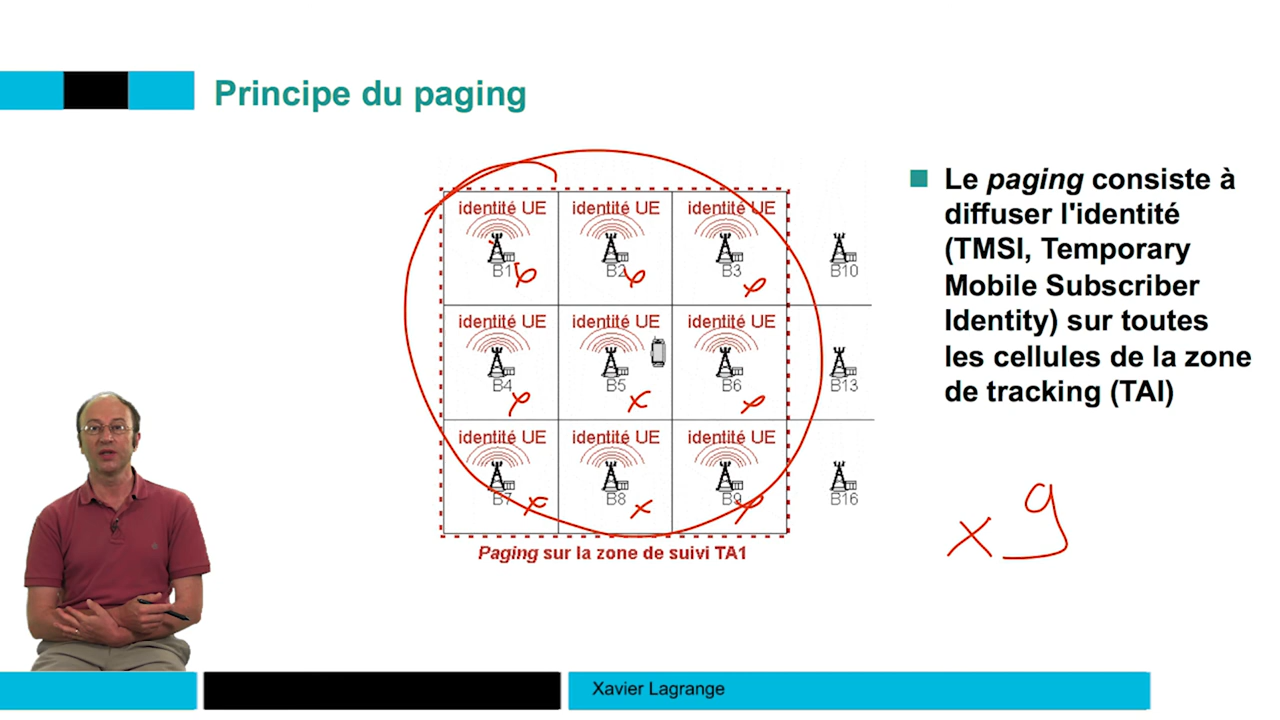 Principe du paging
identité UE identité UE identité UE
B1 B2 B3 B10
identité UE identité UE identité UE
B4 B5 B6 B13
identité UE identité UE identité UE
B7 B8 B9 B16
Paging sur la zone de suivi TA1
Le paging consiste à
diffuser l'identité
(TMSI, Temporary
Mobile Subscriber
Identity) sur toutes
les cellules de la zone
de tracking (TAI)
x 9
Xavier Lagrange